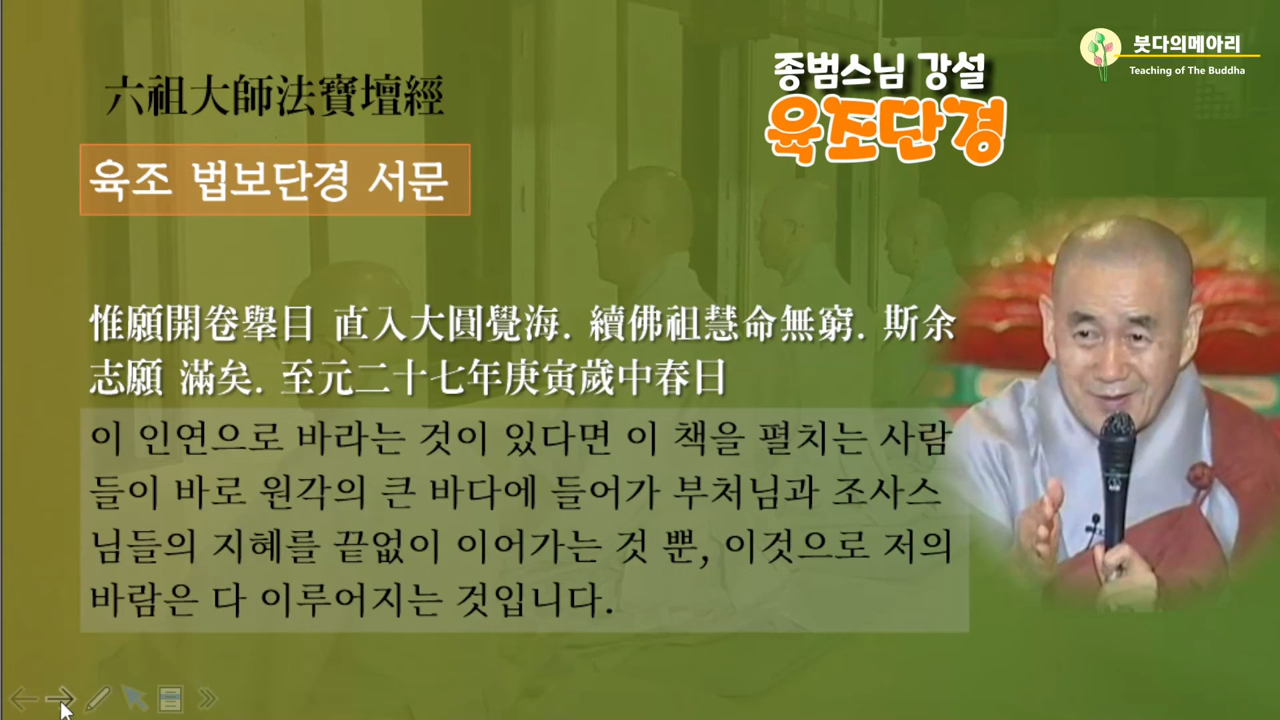 붓다의메아리
Teaching of The Buddha
종범스님 강설
육조단경
六祖大師法寶壇經
육조 법보단경 서문
惟願開卷擧目 直入大圓覺海. 續佛祖慧命無窮. 斯余
志願 滿矣. 至元二十七年庚寅歲中春日
이 인연으로 바라는 것이 있다면 이 책을 펼치는 사람
들이 바로 원각의 큰 바다에 들어가 부처님과 조사스
님들의 지혜를 끝없이 이어가는 것 뿐, 이것으로 저의
바람은 다 이루어지는 것입니다.